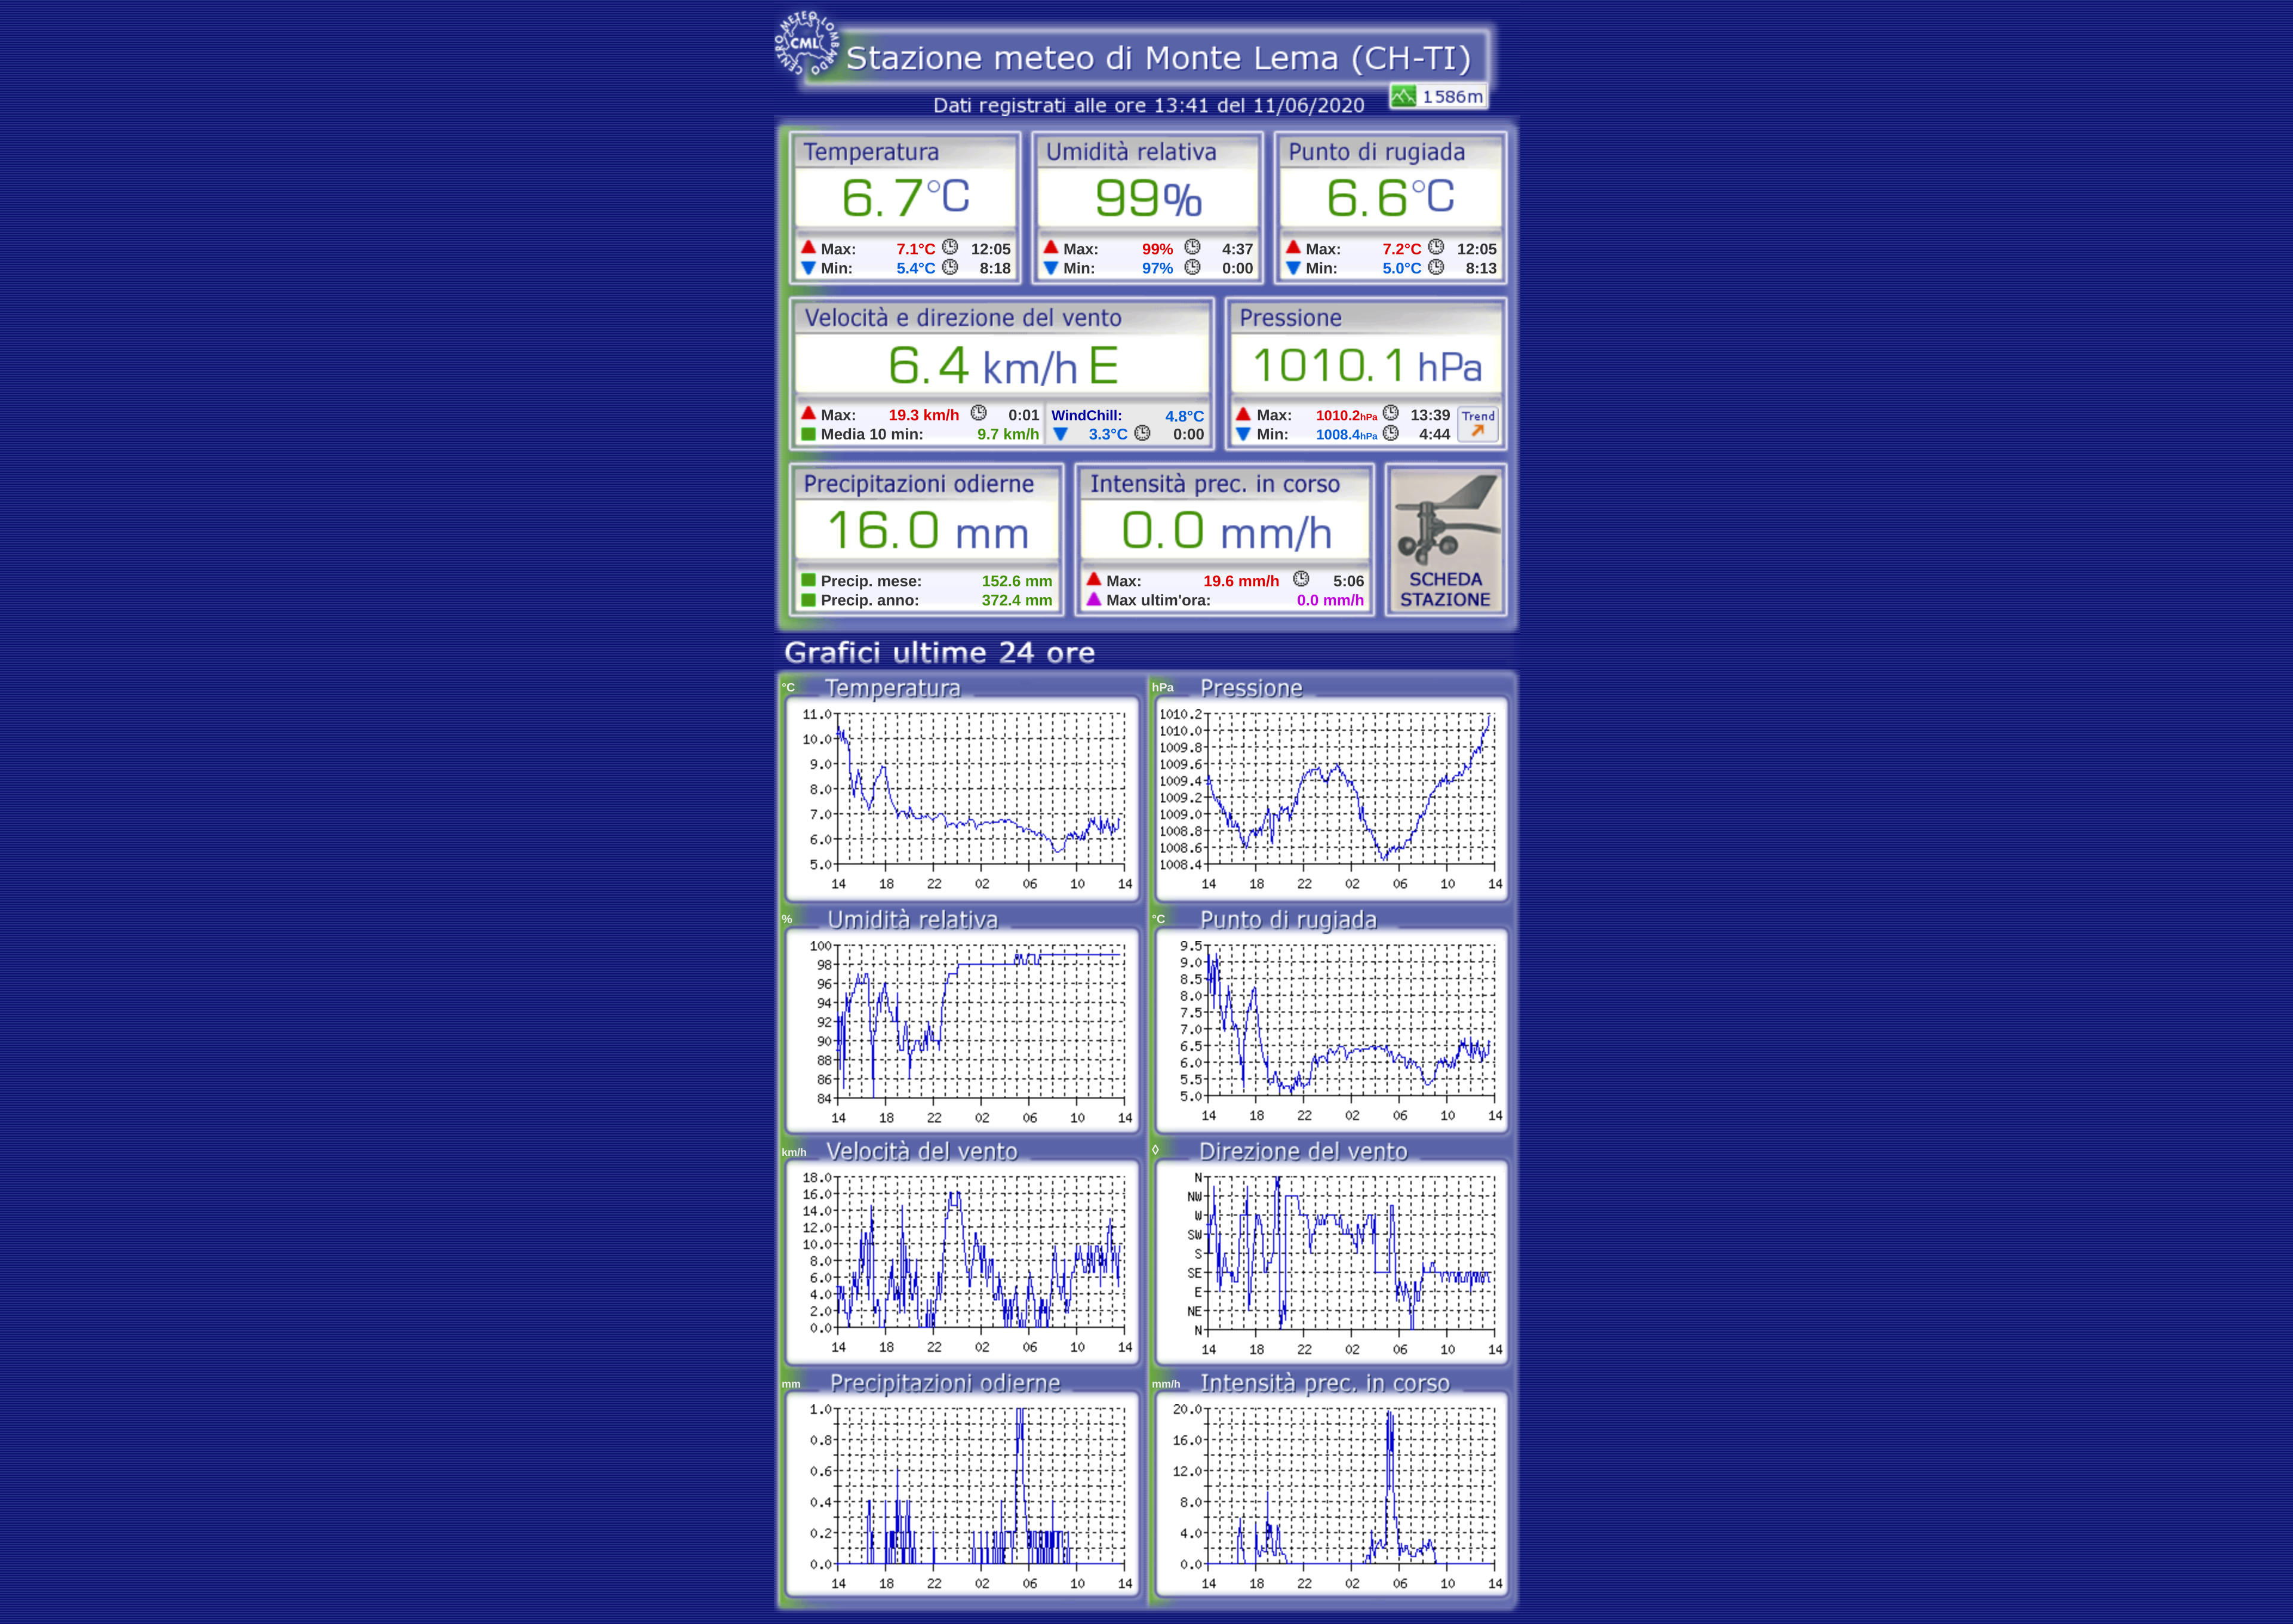 CENTRO METEO LOMBARDO
CML
Stazione meteo di Monte Lema (CH-TI)
1586m
Dati registrati alle ore 13:41 del 11/06/2020
Temperatura Umidità relativa Punto di rugiada
6.7°C 99% 6.6°C
Max: 7.1°C 12:05 Max: 99% 4:37 Max: 7.2°C 12:05
Min: 5.4°C 8:18 Min: 97% 0:00 Min: 5.0°C 8:13
Velocità e direzione del vento Pressione
6.4 km/h E 1010.1 hPa
Max: 19.3 km/h 0:01 WindChill: 4.8°C Max: 1010.2hPa 13:39 Trend
Media 10 min: 9.7 km/h 3.3°C 0:00 Min: 1008.4hPa 4:44
Precipitazioni odierne Intensità prec. in corso
16.0 mm 0.0 mm/h
Precip. mese: 152.6 mm Max: 19.6 mm/h 5:06 SCHEDA
Precip. anno: 372.4 mm Max ultim'ora: 0.0 mm/h STAZIONE
Grafici ultime 24 ore
°C Temperatura
11.0
10.0
9.0
8.0
7.0
6.0
5.0
14 18 22 02 06 10 14
hPa Pressione
1010.2
1010.0
1009.8
1009.6
1009.4
1009.2
1009.0
1008.8
1008.6
1008.4
14 18 22 02 06 10 14
% Umidità relativa
100
98
96
94
92
90
88
86
84
14 18 22 02 06 10 14
°C Punto di rugiada
9.5
9.0
8.5
8.0
7.5
7.0
6.5
6.0
5.5
5.0
14 18 22 02 06 10 14
km/h Velocità del vento
18.0
16.0
14.0
12.0
10.0
8.0
6.0
4.0
2.0
0.0
14 18 22 02 06 10 14
◊ Direzione del vento
N
NW
W
SW
S
SE
E
NE
N
14 18 22 02 06 10 14
mm Precipitazioni odierne
1.0
0.8
0.6
0.4
0.2
0.0
14 18 22 02 06 10 14
mm/h Intensità prec. in corso
20.0
16.0
12.0
8.0
4.0
0.0
14 18 22 02 06 10 14